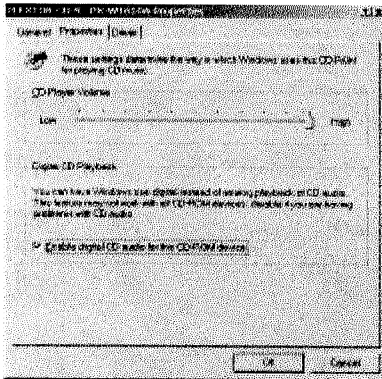 Properties
General Properties Driver
These settings determine the way in which Windows uses this CD-ROM
for playing CD music.
CD Player Volume
Low High
Digital CD Playback
You can have Windows use digital instead of analog playback of CD audio.
This feature may not work with all CD-ROM devices. Disable it you are having
problems with CD audio.
Enable digital CD audio for this CD-ROM device.
OK Cancel